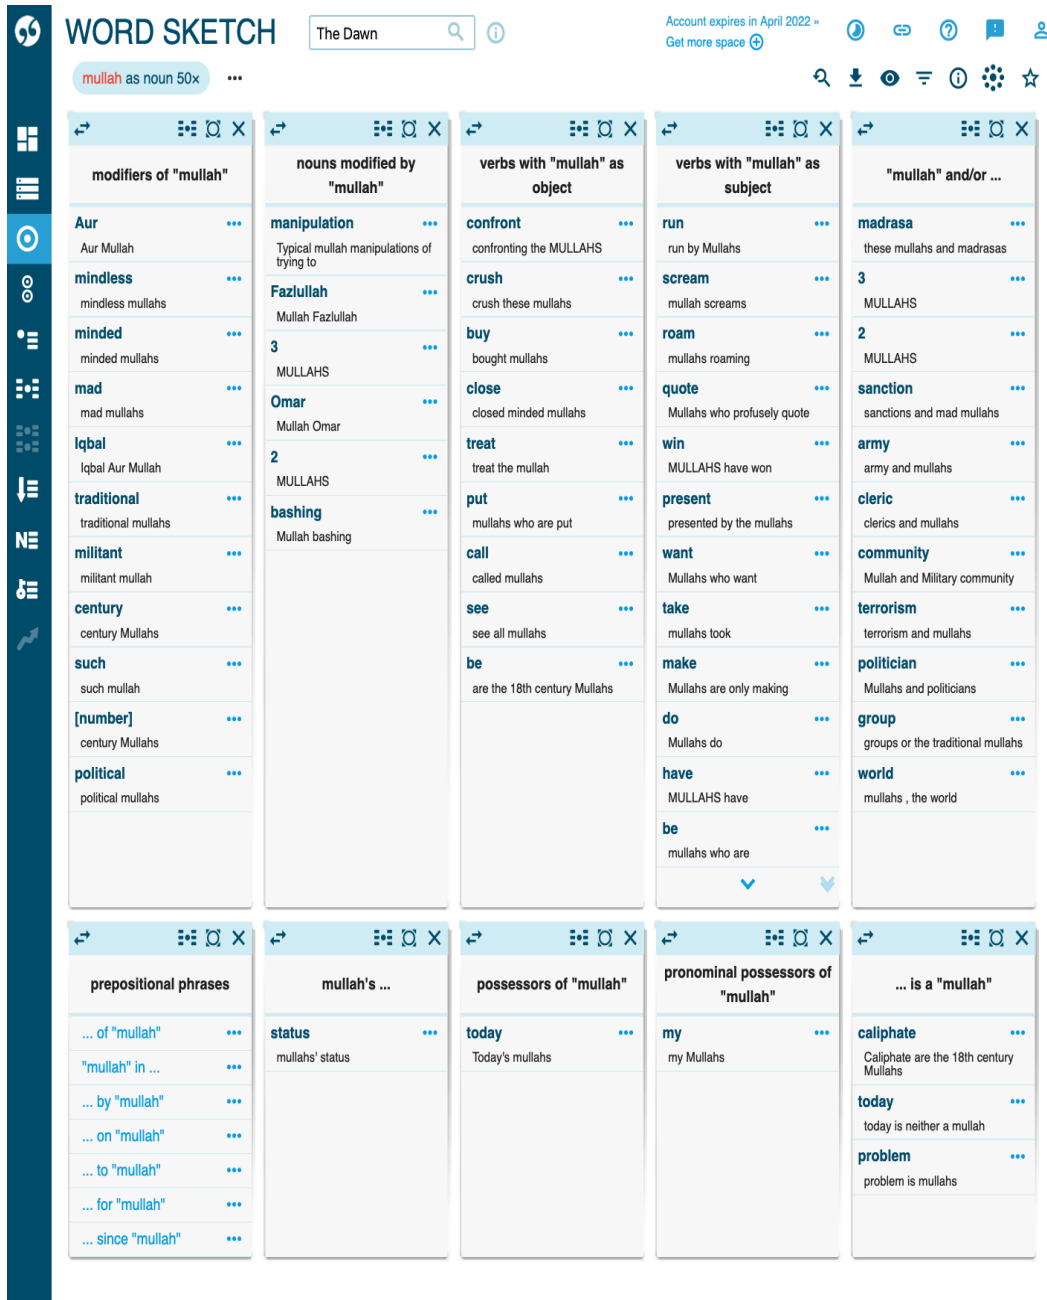 WORD SKETCH
The Dawn
Account expires in April 2022 »
Get more space
mullah as noun 50×
modifiers of "mullah"
Aur
Aur Mullah
mindless
mindless mullahs
minded
minded mullahs
mad
mad mullahs
Iqbal
Iqbal Aur Mullah
traditional
traditional mullahs
militant
militant mullah
century
century Mullahs
such
such mullah
[number]
century Mullahs
political
political mullahs
nouns modified by
"mullah"
manipulation
Typical mullah manipulations of
trying to
Fazlullah
Mullah Fazlullah
3
MULLAHS
Omar
Mullah Omar
2
MULLAHS
bashing
Mullah bashing
verbs with "mullah" as
object
confront
confronting the MULLAHS
crush
crush these mullahs
buy
bought mullahs
close
closed minded mullahs
treat
treat the mullah
put
mullahs who are put
call
called mullahs
see
see all mullahs
be
are the 18th century Mullahs
verbs with "mullah" as
subject
run
run by Mullahs
scream
mullah screams
roam
mullahs roaming
quote
Mullahs who profusely quote
win
MULLAHS have won
present
presented by the mullahs
want
Mullahs who want
take
mullahs took
make
Mullahs are only making
do
Mullahs do
have
MULLAHS have
be
mullahs who are
"mullah" and/or ...
madrasa
these mullahs and madrasas
3
MULLAHS
2
MULLAHS
sanction
sanctions and mad mullahs
army
army and mullahs
cleric
clerics and mullahs
community
Mullah and Military community
terrorism
terrorism and mullahs
politician
Mullahs and politicians
group
groups or the traditional mullahs
world
mullahs , the world
prepositional phrases
... of "mullah"
"mullah" in ...
... by "mullah"
... on "mullah"
... to "mullah"
... for "mullah"
... since "mullah"
mullah's ...
status
mullahs' status
possessors of "mullah"
today
Today's mullahs
pronominal possessors of
"mullah"
my
my Mullahs
... is a "mullah"
caliphate
Caliphate are the 18th century
Mullahs
today
today is neither a mullah
problem
problem is mullahs